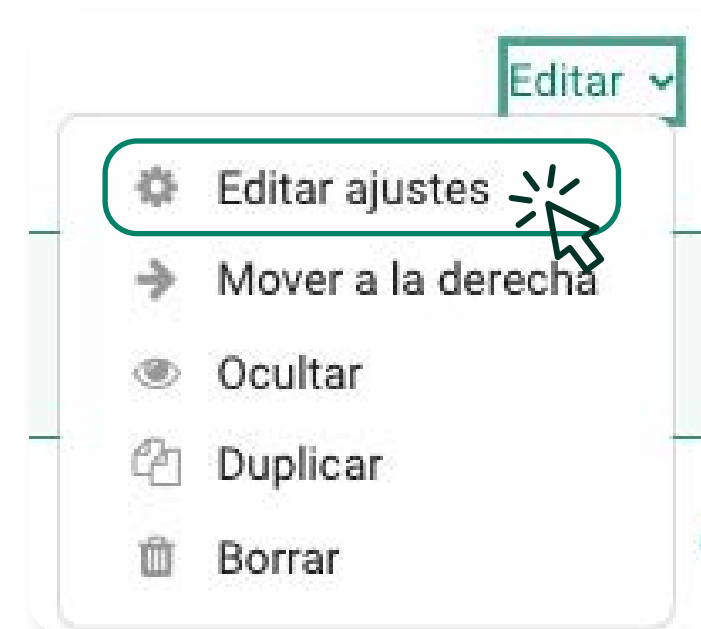 Editar
Editar ajustes
Mover a la derecha
Ocultar
Duplicar
Borrar